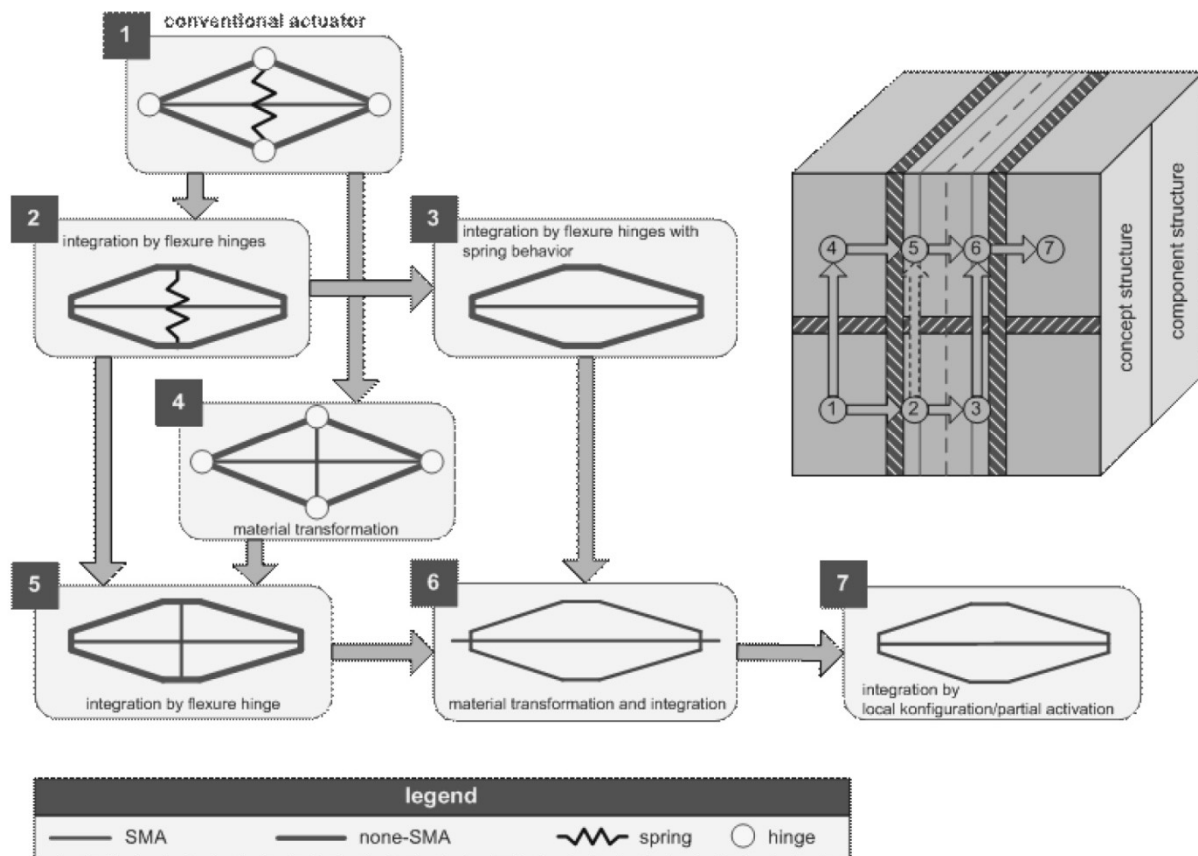 conventional actuator
1
2
integration by flexure hinges
3
integration by flexure hinges with
spring behavior
4
material transformation
5
integration by flexure hinge
6
material transformation and integration
7
integration by
local konfiguration/partial activation
4 5 6 7
1 2 3
concept structure
component structure
legend
SMA none-SMA spring hinge